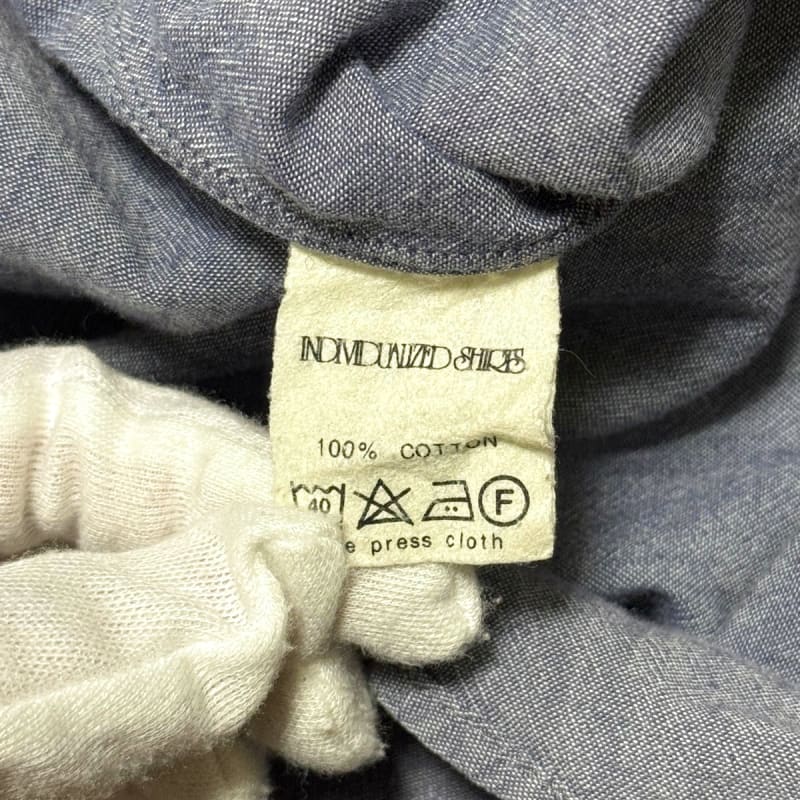 INDIVIDUALIZED SHIRTS
100% COTTON
40 F
press cloth